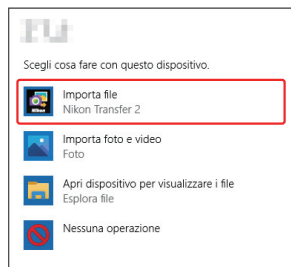 Scegli cosa fare con questo dispositivo.
Importa file
Nikon Transfer 2
Importa foto e video
Foto
Apri dispositivo per visualizzare i file
Esplora file
Nessuna operazione